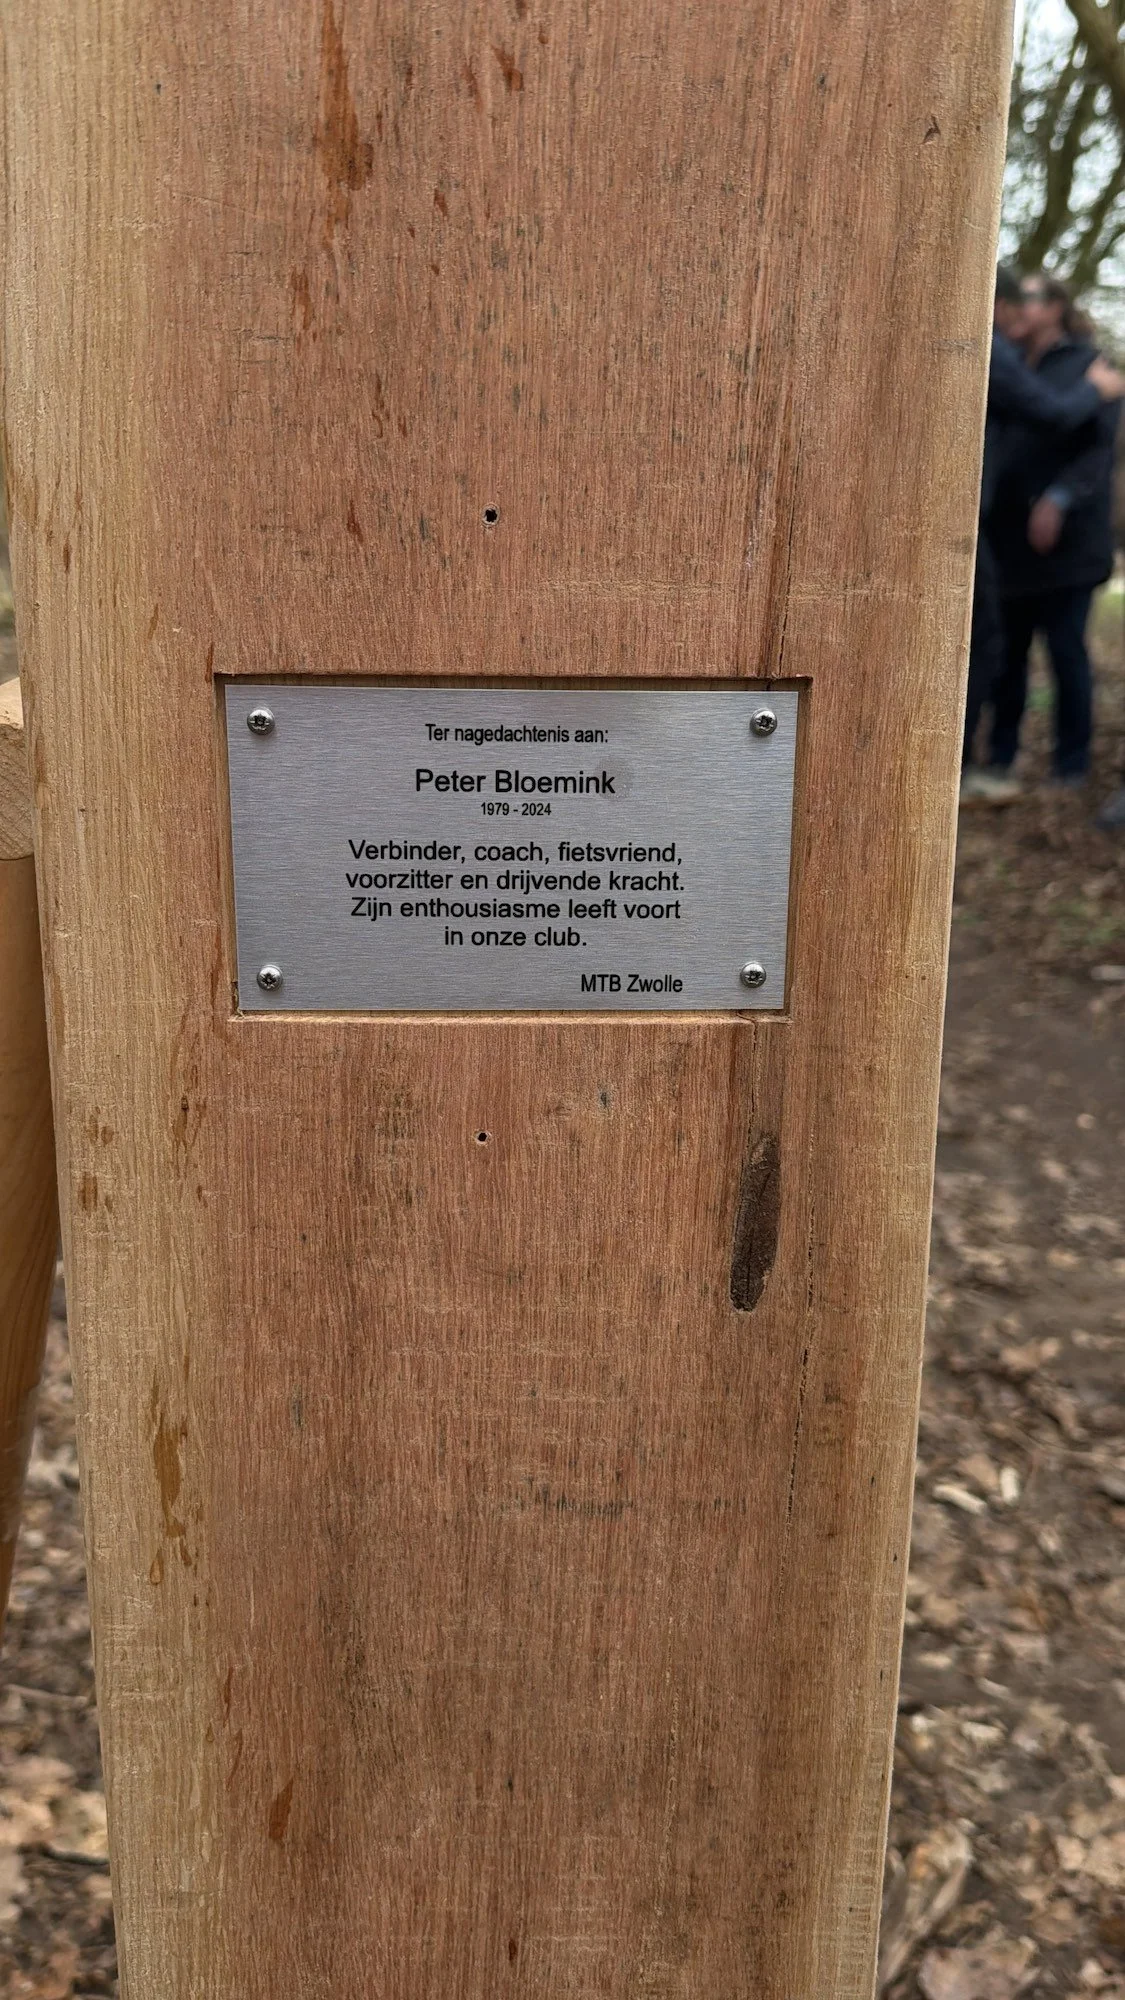 Ter nagedachtenis aan:
Peter Bloemink
1979 - 2024
Verbinder, coach, fietsvriend,
voorzitter en drijvende kracht.
Zijn enthousiasme leeft voort
in onze club.
MTB Zwolle